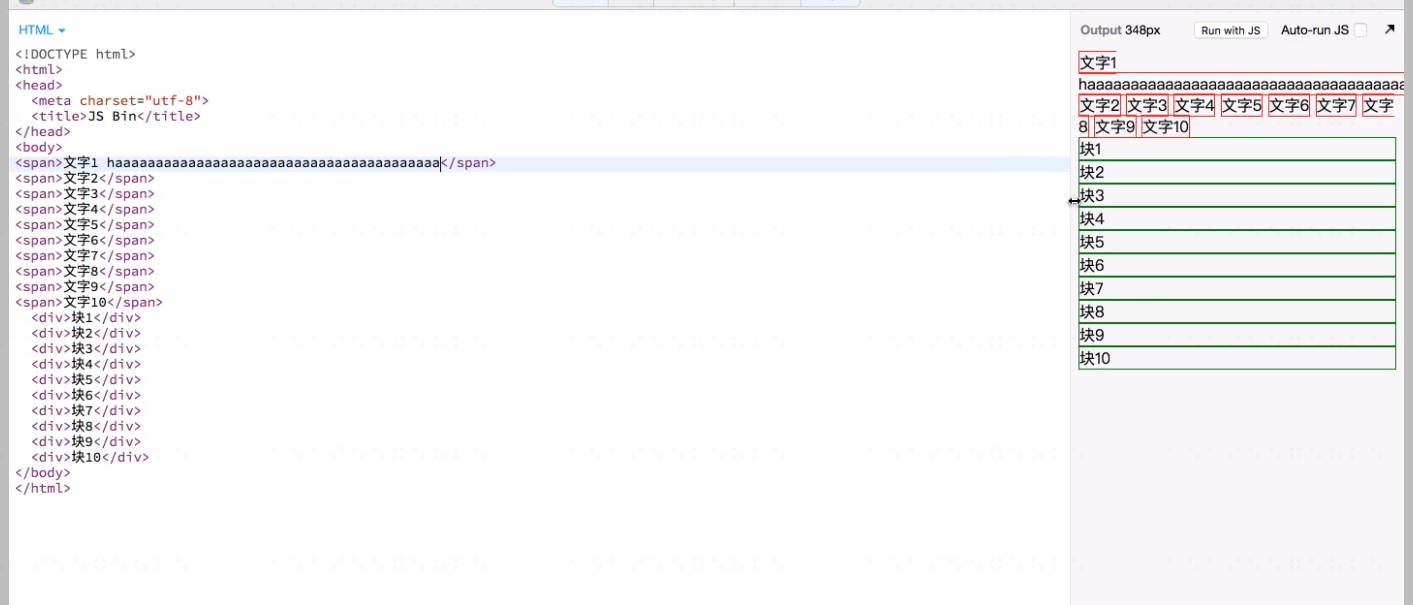 HTML
<!DOCTYPE html>
<html>
<head>
<meta charset="utf-8">
<title>JS Bin</title>
</head>
<body>
<span>文字1 haaaaaaaaaaaaaaaaaaaaaaaaaaaaaaaaaaaaaaaa</span>
<span>文字2</span>
<span>文字3</span>
<span>文字4</span>
<span>文字5</span>
<span>文字6</span>
<span>文字7</span>
<span>文字8</span>
<span>文字9</span>
<span>文字10</span>
<div>块1</div>
<div>块2</div>
<div>块3</div>
<div>块4</div>
<div>块5</div>
<div>块6</div>
<div>块7</div>
<div>块8</div>
<div>块9</div>
<div>块10</div>
</body>
</html>
Output 348px Run with JS Auto-run JS
文字1
haaaaaaaaaaaaaaaaaaaaaaaaaaaaaaaaaaaa
文字2 文字3 文字4 文字5 文字6 文字7 文字
8 文字9 文字10
块1
块2
块3
块4
块5
块6
块7
块8
块9
块10